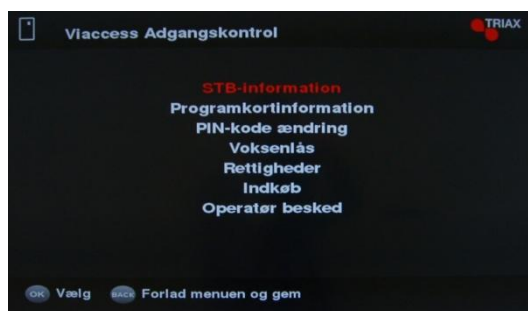 Viaccess Adgangskontrol
TRIAX
STB-information
Programkortinformation
PIN-kode ændring
Voksenlås
Rettigheder
Indkøb
Operatør besked
OK Vælg BACK Forlad menuen og gem